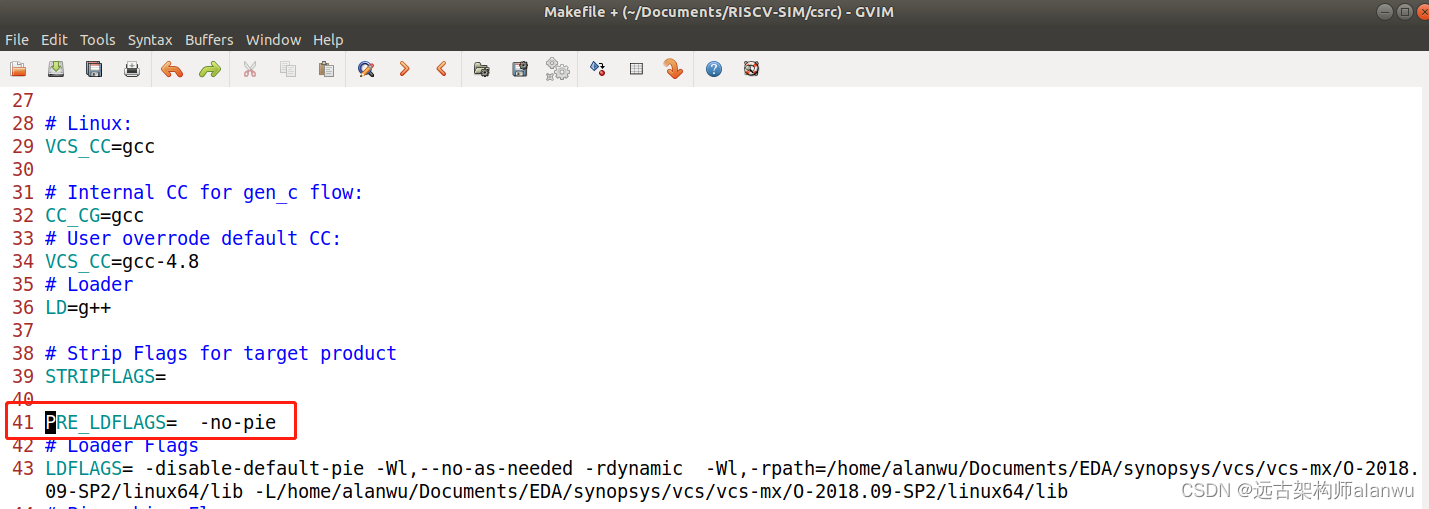 Makefile + (~/Documents/RISCV-SIM/csrc) - GVIM
File Edit Tools Syntax Buffers Window Help
27
28 # Linux:
29 VCS_CC=gcc
30
31 # Internal CC for gen_c flow:
32 CC_CG=gcc
33 # User overrode default CC:
34 VCS_CC=gcc-4.8
35 # Loader
36 LD=g++
37
38 # Strip Flags for target product
39 STRIPFLAGS=
40
41 PRE_LDFLAGS=  -no-pie
42 # Loader Flags
43 LDFLAGS= -disable-default-pie -Wl,--no-as-needed -rdynamic  -Wl,-rpath=/home/alanwu/Documents/EDA/synopsys/vcs/vcs-mx/O-2018.
09-SP2/linux64/lib -L/home/alanwu/Documents/EDA/synopsys/vcs/vcs-mx/O-2018.09-SP2/linux64/lib
CSDN @远古架构师alanwu